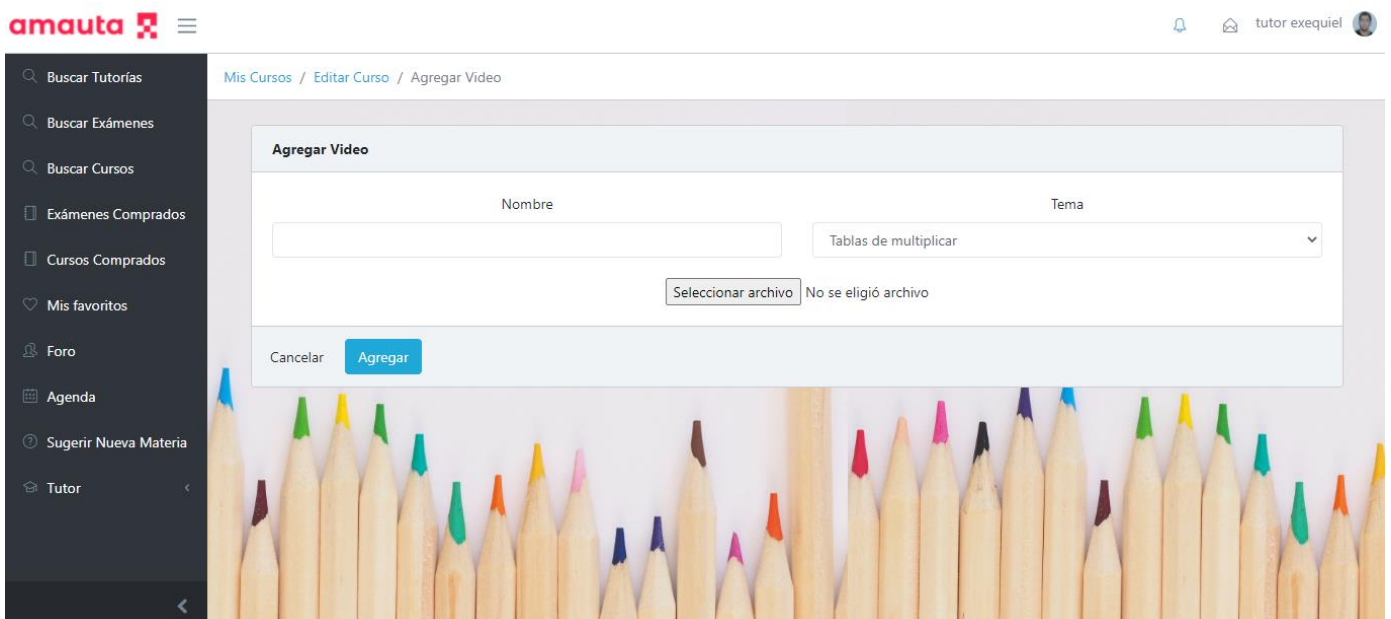 amauta
tutor exequiel
Buscar Tutorías
Buscar Exámenes
Buscar Cursos
Exámenes Comprados
Cursos Comprados
Mis favoritos
Foro
Agenda
Sugerir Nueva Materia
Tutor
Mis Cursos / Editar Curso / Agregar Video
Agregar Video
Nombre
Tema
Tablas de multiplicar
Seleccionar archivo No se eligió archivo
Cancelar Agregar